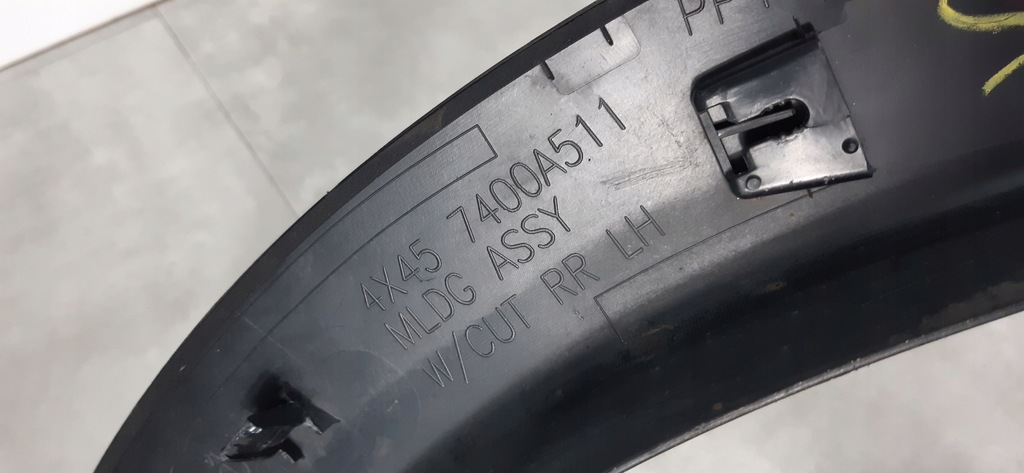 4X45 7400A511
MLDG ASSY
W/CUT RR LH